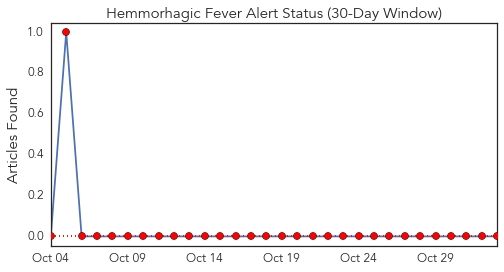 Hemmorhagic Fever Alert Status (30-Day Window)
Articles Found
1.0
0.8
0.6
0.4
0.2
0.0
Oct 04 Oct 09 Oct 14 Oct 19 Oct 24 Oct 29